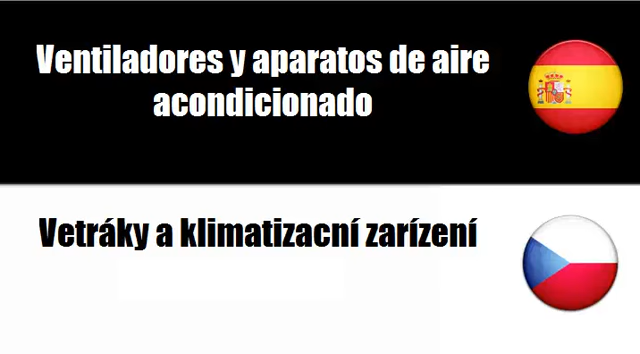 Ventiladores y aparatos de aire
acondicionado
Vetráky a klimatizacní zarízení